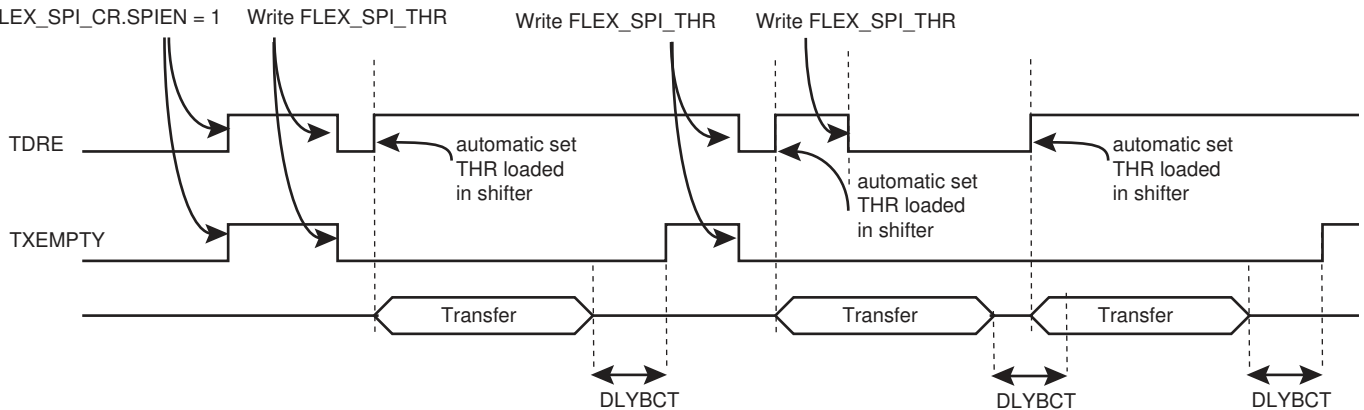 LEX_SPI_CR.SPIEN = 1 Write FLEX_SPI_THR Write FLEX_SPI_THR Write FLEX_SPI_THR
TDRE
automatic set
THR loaded
in shifter
automatic set
THR loaded
in shifter
automatic set
THR loaded
in shifter
TXEMPTY
Transfer Transfer Transfer
DLYBCT DLYBCT DLYBCT